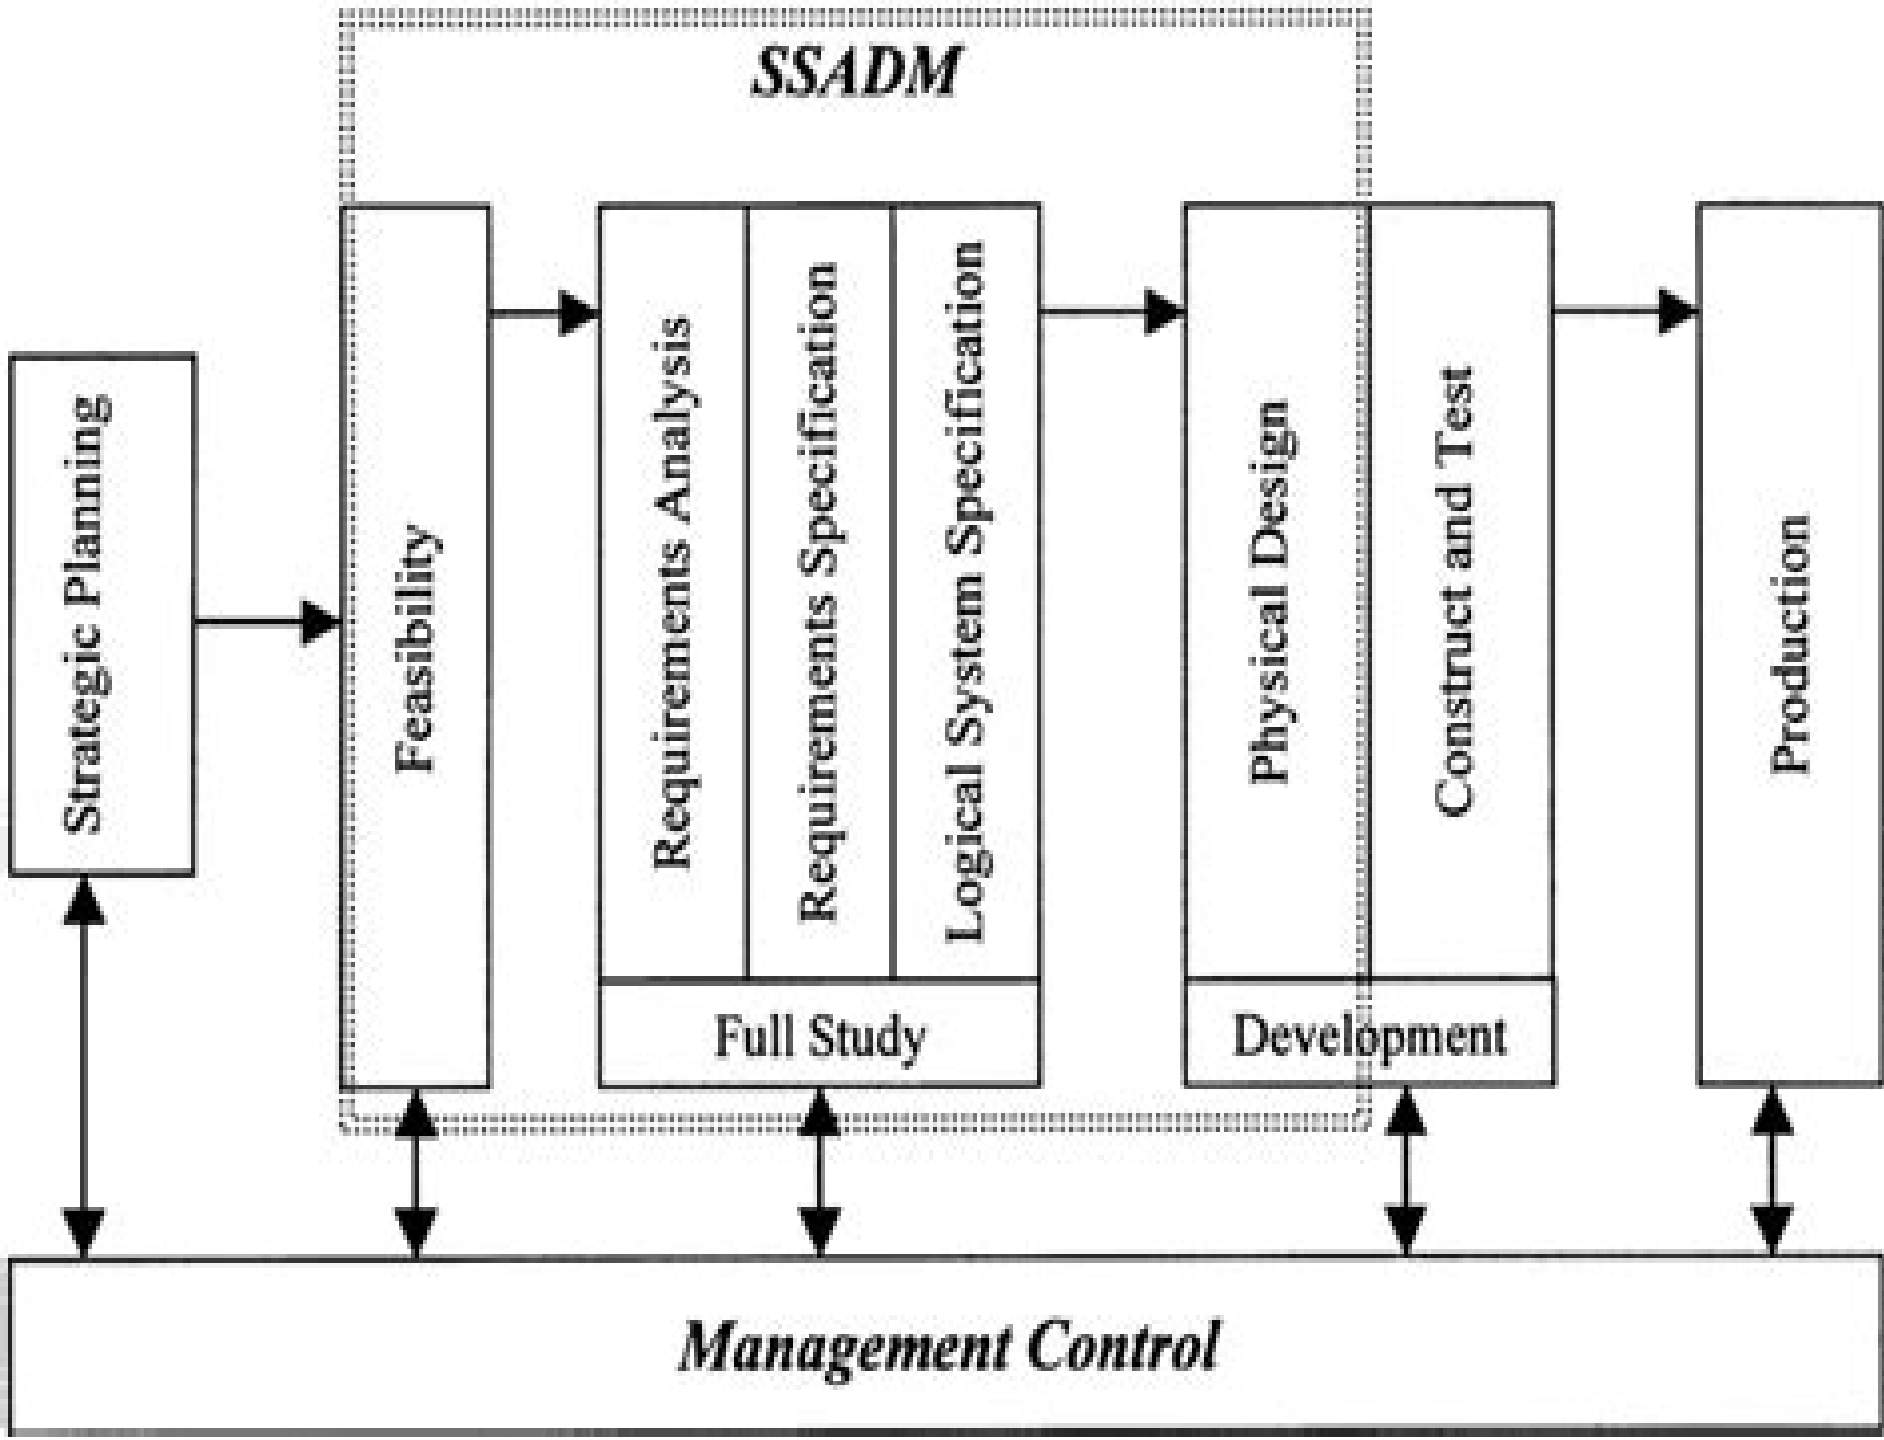 SSADM
Strategic Planning
Feasibility
Requirements Analysis
Requirements Specification
Logical System Specification
Full Study
Physical Design
Construct and Test
Development
Production
Management Control